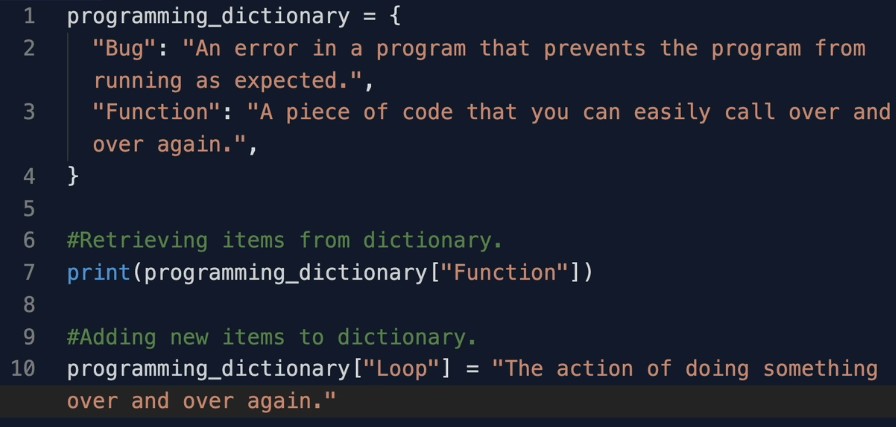 1 programming_dictionary = {
2 "Bug": "An error in a program that prevents the program from
running as expected.",
3 "Function": "A piece of code that you can easily call over and
over again.",
4 }
5
6 #Retrieving items from dictionary.
7 print(programming_dictionary["Function"])
8
9 #Adding new items to dictionary.
10 programming_dictionary["Loop"] = "The action of doing something
over and over again."